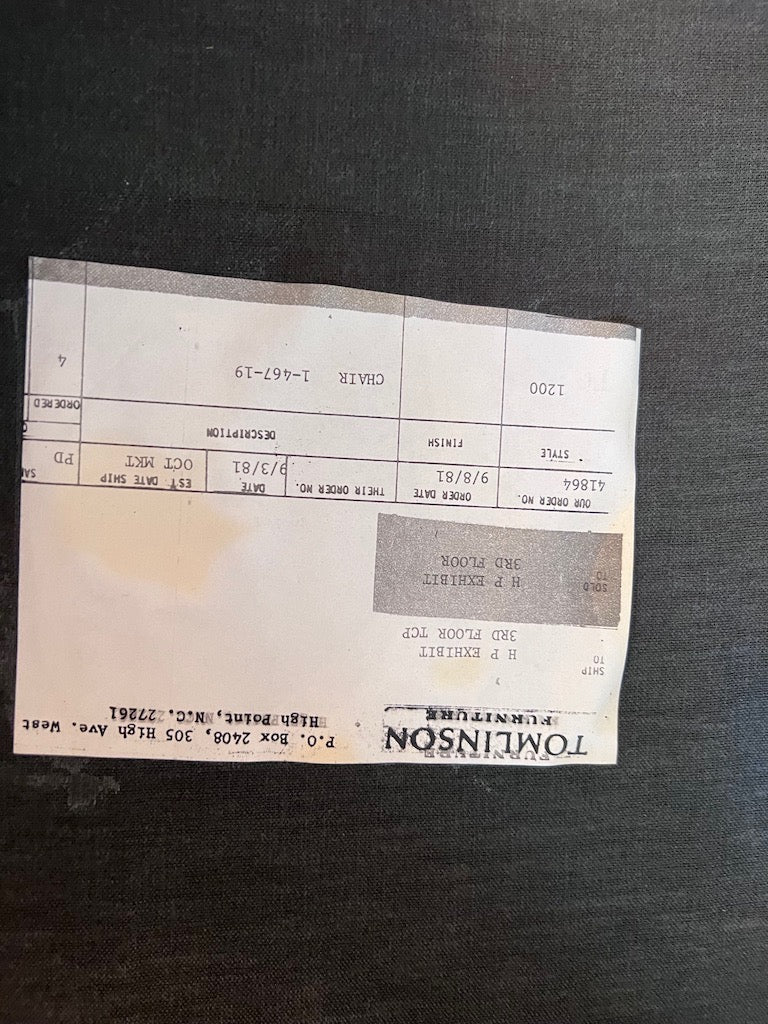 TOMLINSON
FURNITURE
P.O. Box 2408, 305 High Ave. West
High Point, N.C. 27261
SHIP TO
H P EXHIBIT
3RD FLOOR TCP
SOLD TO
H P EXHIBIT
3RD FLOOR
OUR ORDER NO. ORDER DATE THEIR ORDER NO. DATE EST. DATE SHIP
41864 9/8/81 9/3/81 OCT MKT PD
STYLE FINISH DESCRIPTION ORDERED
1200 CHAIR 1-467-19 4